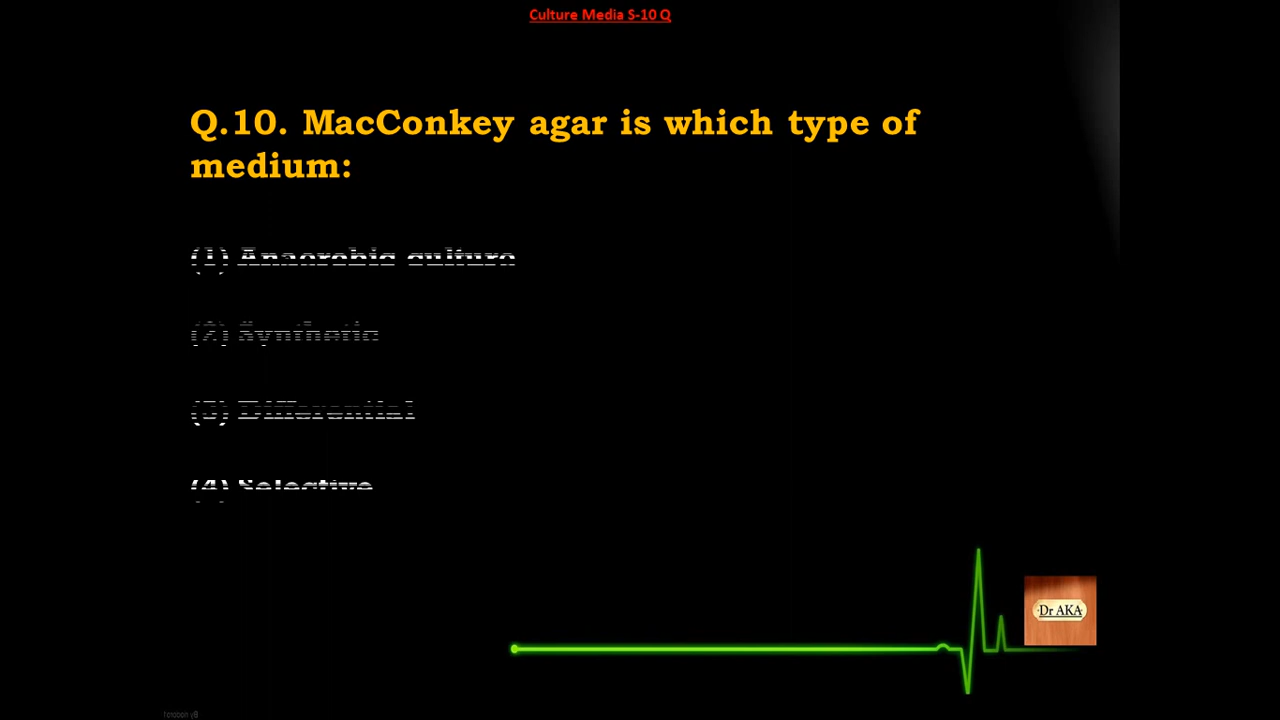 Culture Media S-10 Q
Q.10. MacConkey agar is which type of
medium:
(1) Anaerobic culture
(2) Synthetic
(3) Differential
(4) Selective
Dr AKA